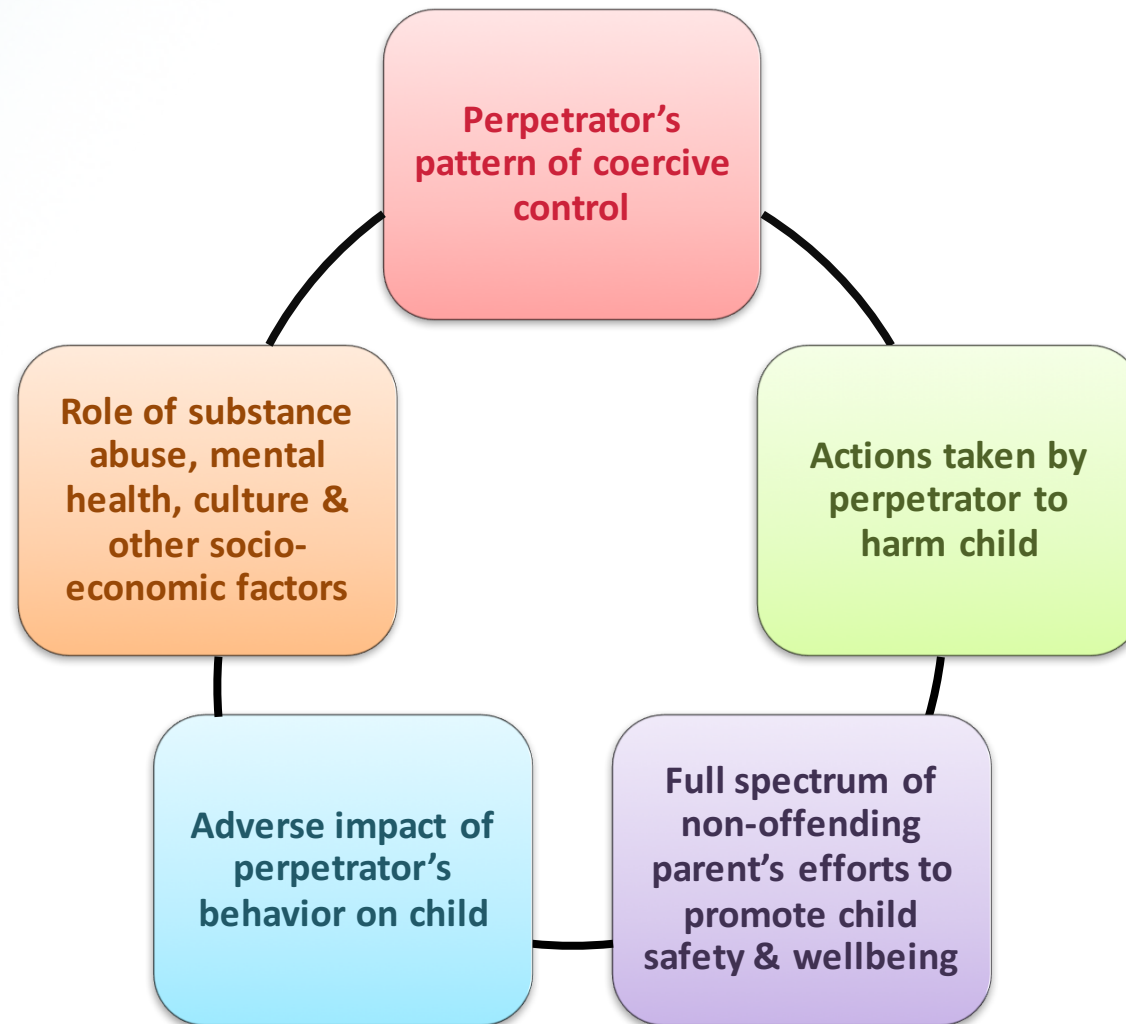 Perpetrator’s
pattern of coercive
control
Actions taken by
perpetrator to
harm child
Full spectrum of
non-offending
parent’s efforts to
promote child
safety & wellbeing
Adverse impact of
perpetrator’s
behavior on child
Role of substance
abuse, mental
health, culture &
other socio-
economic factors